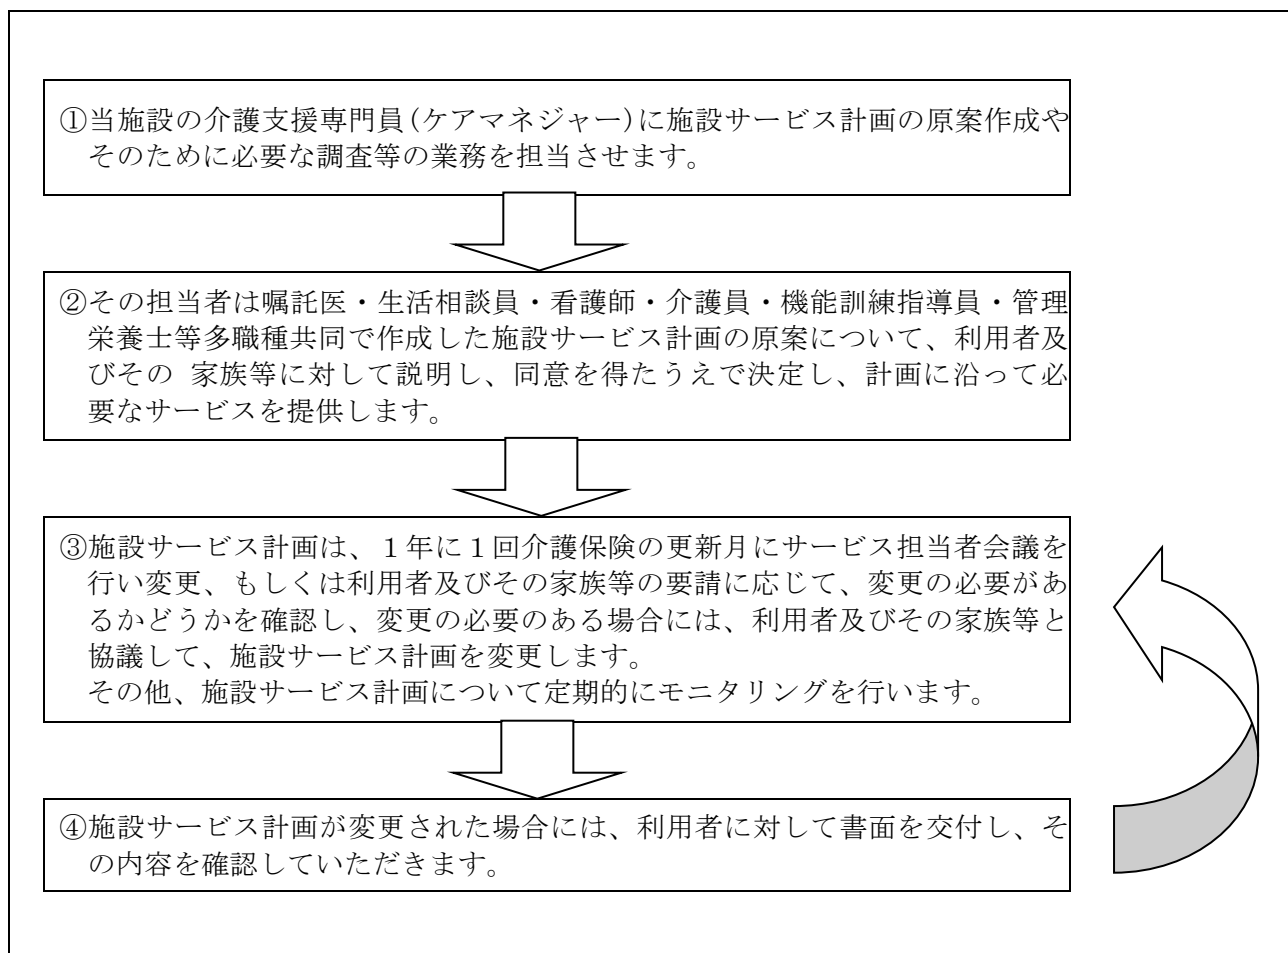 ①当施設の介護支援専門員(ケアマネジャー)に施設サービス計画の原案作成や
そのために必要な調査等の業務を担当させます。
②その担当者は嘱託医・生活相談員・看護師・介護員・機能訓練指導員・管理
栄養士等多職種共同で作成した施設サービス計画の原案について、利用者及
びその 家族等に対して説明し、同意を得たうえで決定し、計画に沿って必
要なサービスを提供します。
③施設サービス計画は、１年に１回介護保険の更新月にサービス担当者会議を
行い変更、もしくは利用者及びその家族等の要請に応じて、変更の必要があ
るかどうかを確認し、変更の必要のある場合には、利用者及びその家族等と
協議して、施設サービス計画を変更します。
その他、施設サービス計画について定期的にモニタリングを行います。
④施設サービス計画が変更された場合には、利用者に対して書面を交付し、そ
の内容を確認していただきます。